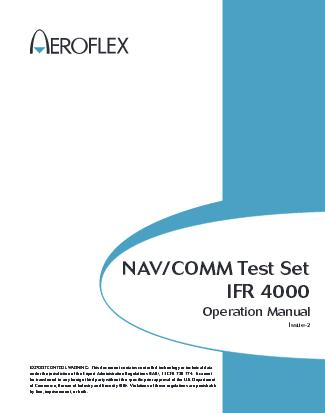 AEROFLEX
NAV/COMM Test Set
IFR 4000
Operation Manual
Issue-2
EXPORT CONTROL WARNING: This document contains controlled technology or technical data
under the jurisdiction of the Export Administration Regulations (EAR), 15 CFR 730-774. It cannot
be transferred to any foreign third party without the specific prior approval of the U.S. Department
of Commerce, Bureau of Industry and Security (BIS). Violations of these regulations are punishable
by fine, imprisonment, or both.